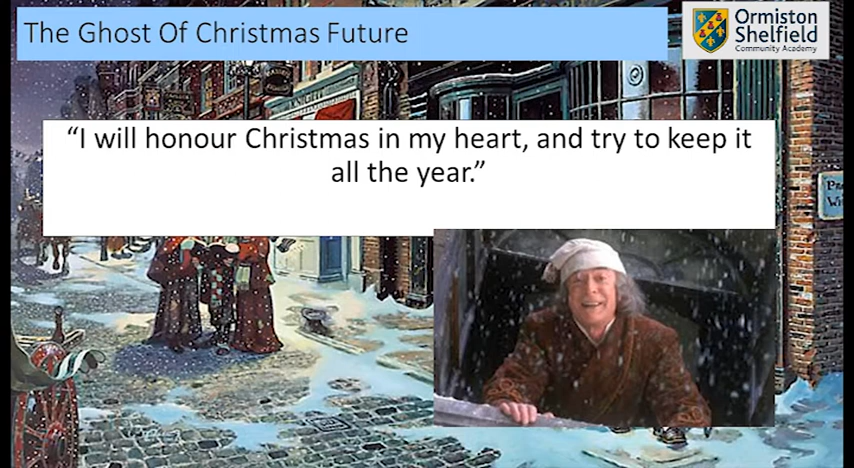 The Ghost Of Christmas Future
Ormiston
Shelfield
Community Academy
“I will honour Christmas in my heart, and try to keep it
all the year.”